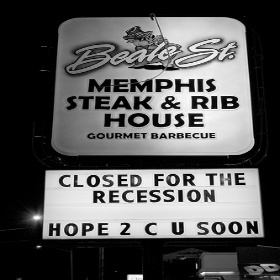 Beale St.
MEMPHIS
STEAK & RIB
HOUSE
GOURMET BARBECUE
CLOSED FOR THE
RECESSION
HOPE 2 C U SOON